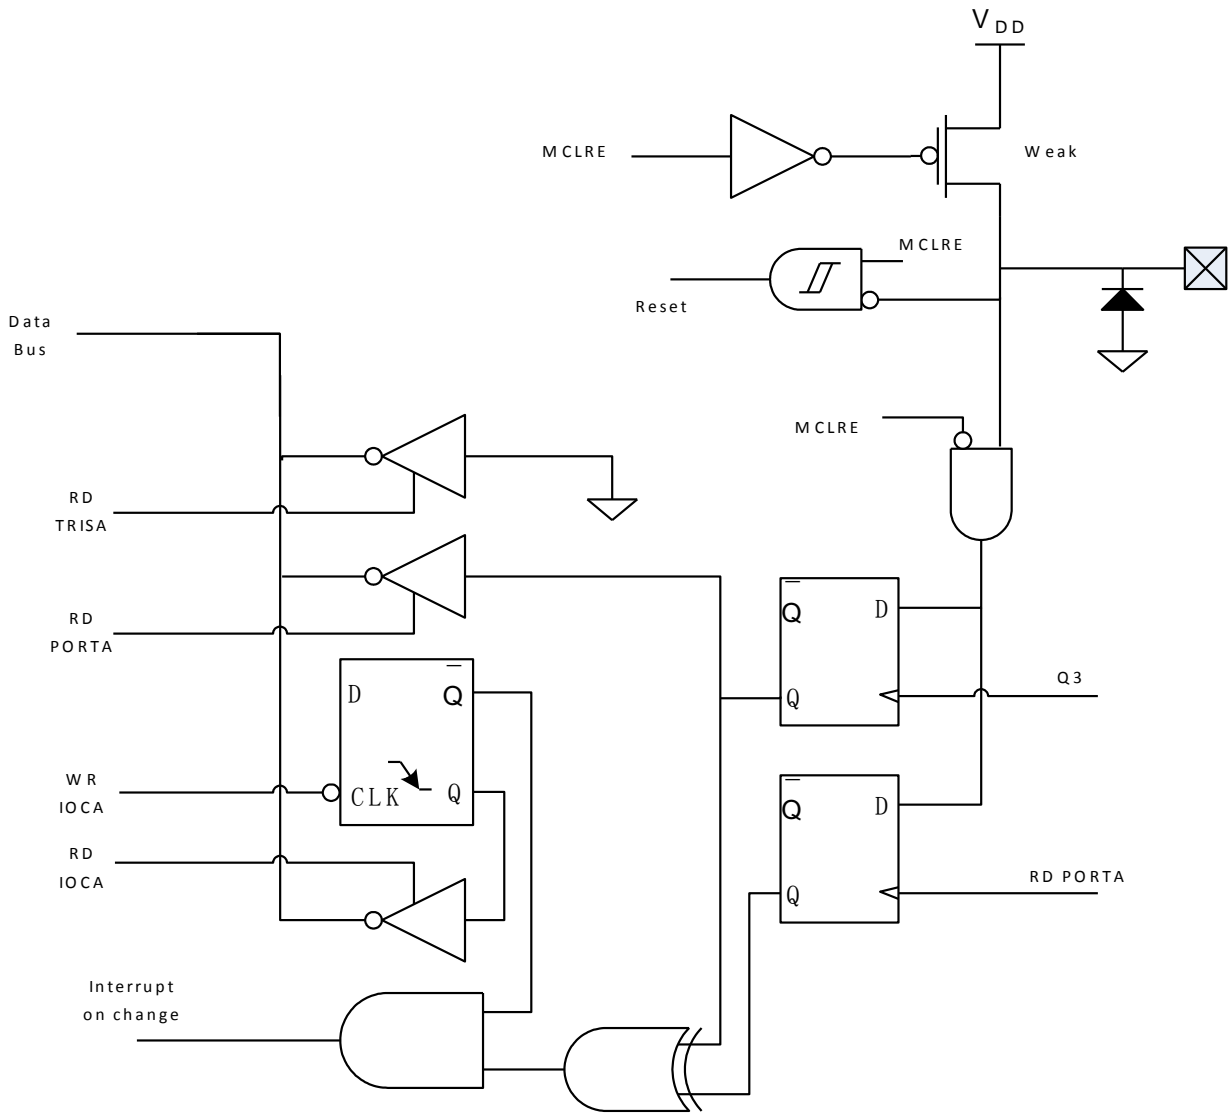 VDD
MCLRE
Weak
MCLRE
Reset
Data
Bus
MCLRE
RD
TRISA
RD
PORTA
Q
D
Q3
Q
D
Q
WR
IOCA
CLK
Q
Q
D
RD
IOCA
RD PORTA
Q
Interrupt
on change